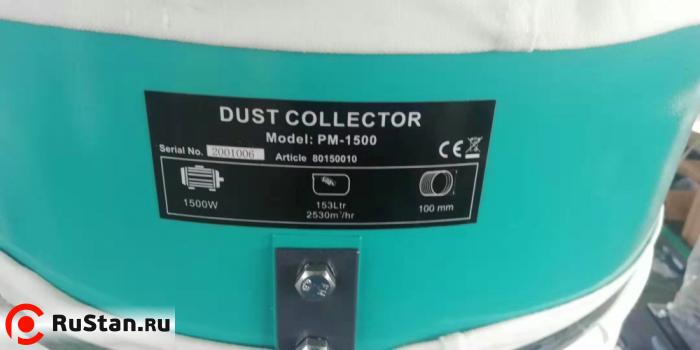 DUST COLLECTOR
Model: PM-1500
Serial No. 2001006 Article 80150010
CE
1500W
153Ltr
2530m³/hr
100 mm
RuStan.ru